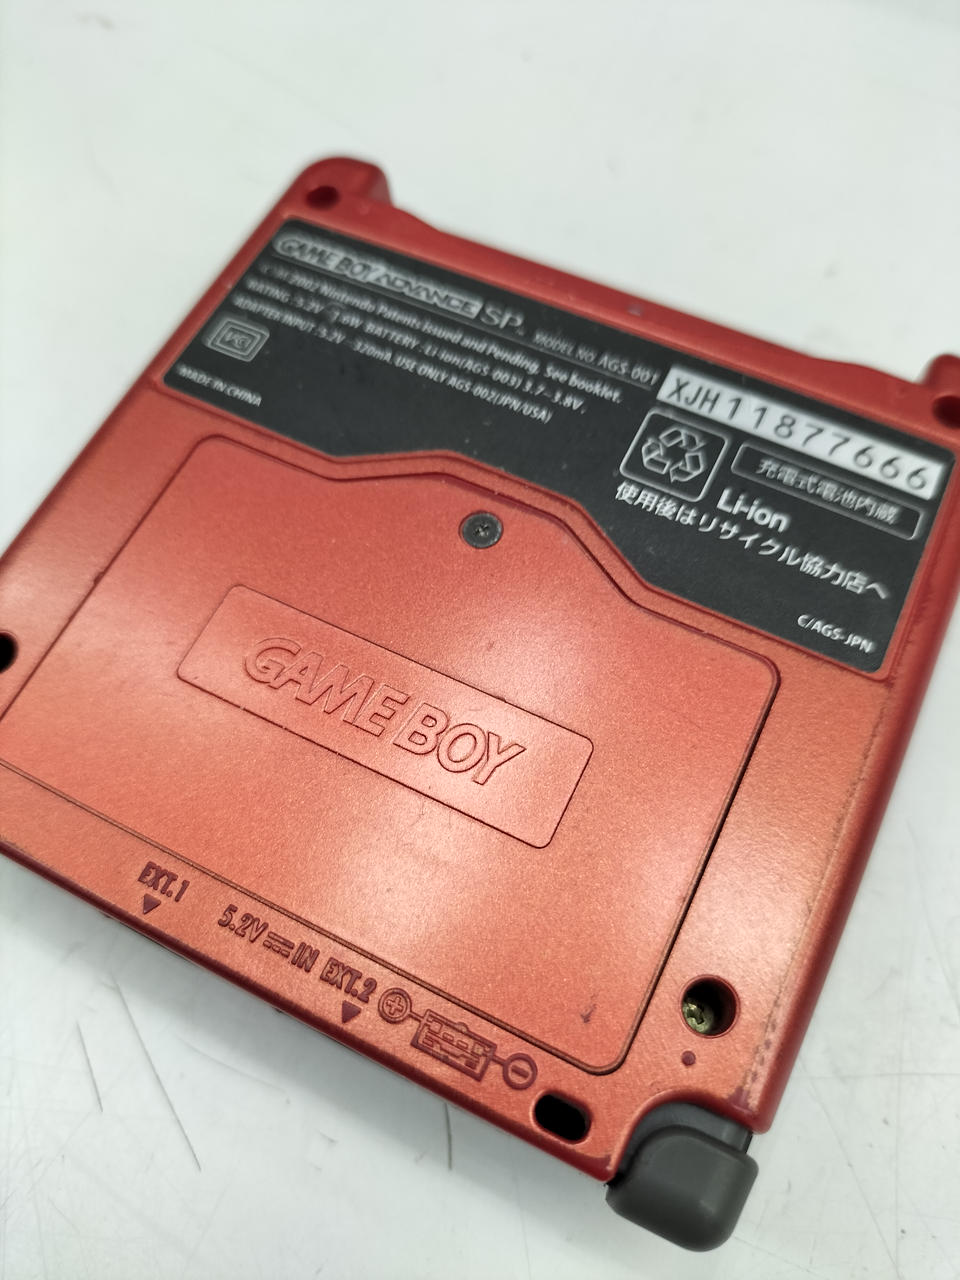 GAME BOY ADVANCE SP™ MODEL NO. AGS-001
2002 Nintendo Patents Issued and Pending. See booklet.
RATING : 5.2V⎓1.6W BATTERY : Li-ion(AGS-003) 3.7-3.8V.
ADAPTER INPUT : 5.2V⎓320mA. USE ONLY AGS-002(JPN/USA)
VCI
MADE IN CHINA
XJH11877666
充電式電池内蔵
Li-ion
使用後はリサイクル協力店へ
C/AGS-JPN
GAME BOY
EXT.1
5.2V⎓IN
EXT.2